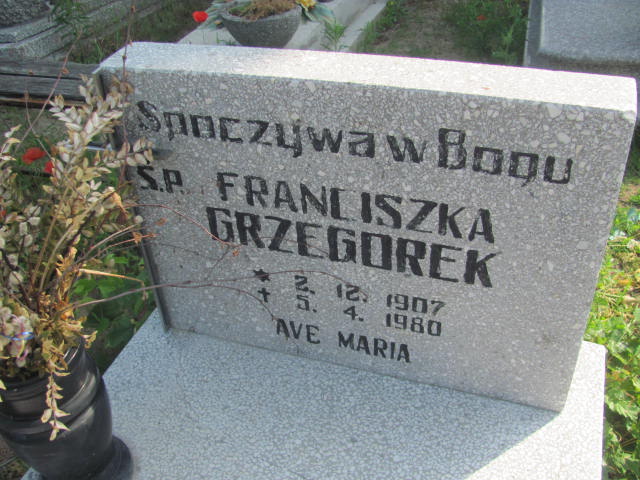 Spoczywa w Bogu
Ś.P. FRANCISZKA
GRZEGOREK
* 2. 12. 1907
✝ 5. 4. 1980
AVE MARIA